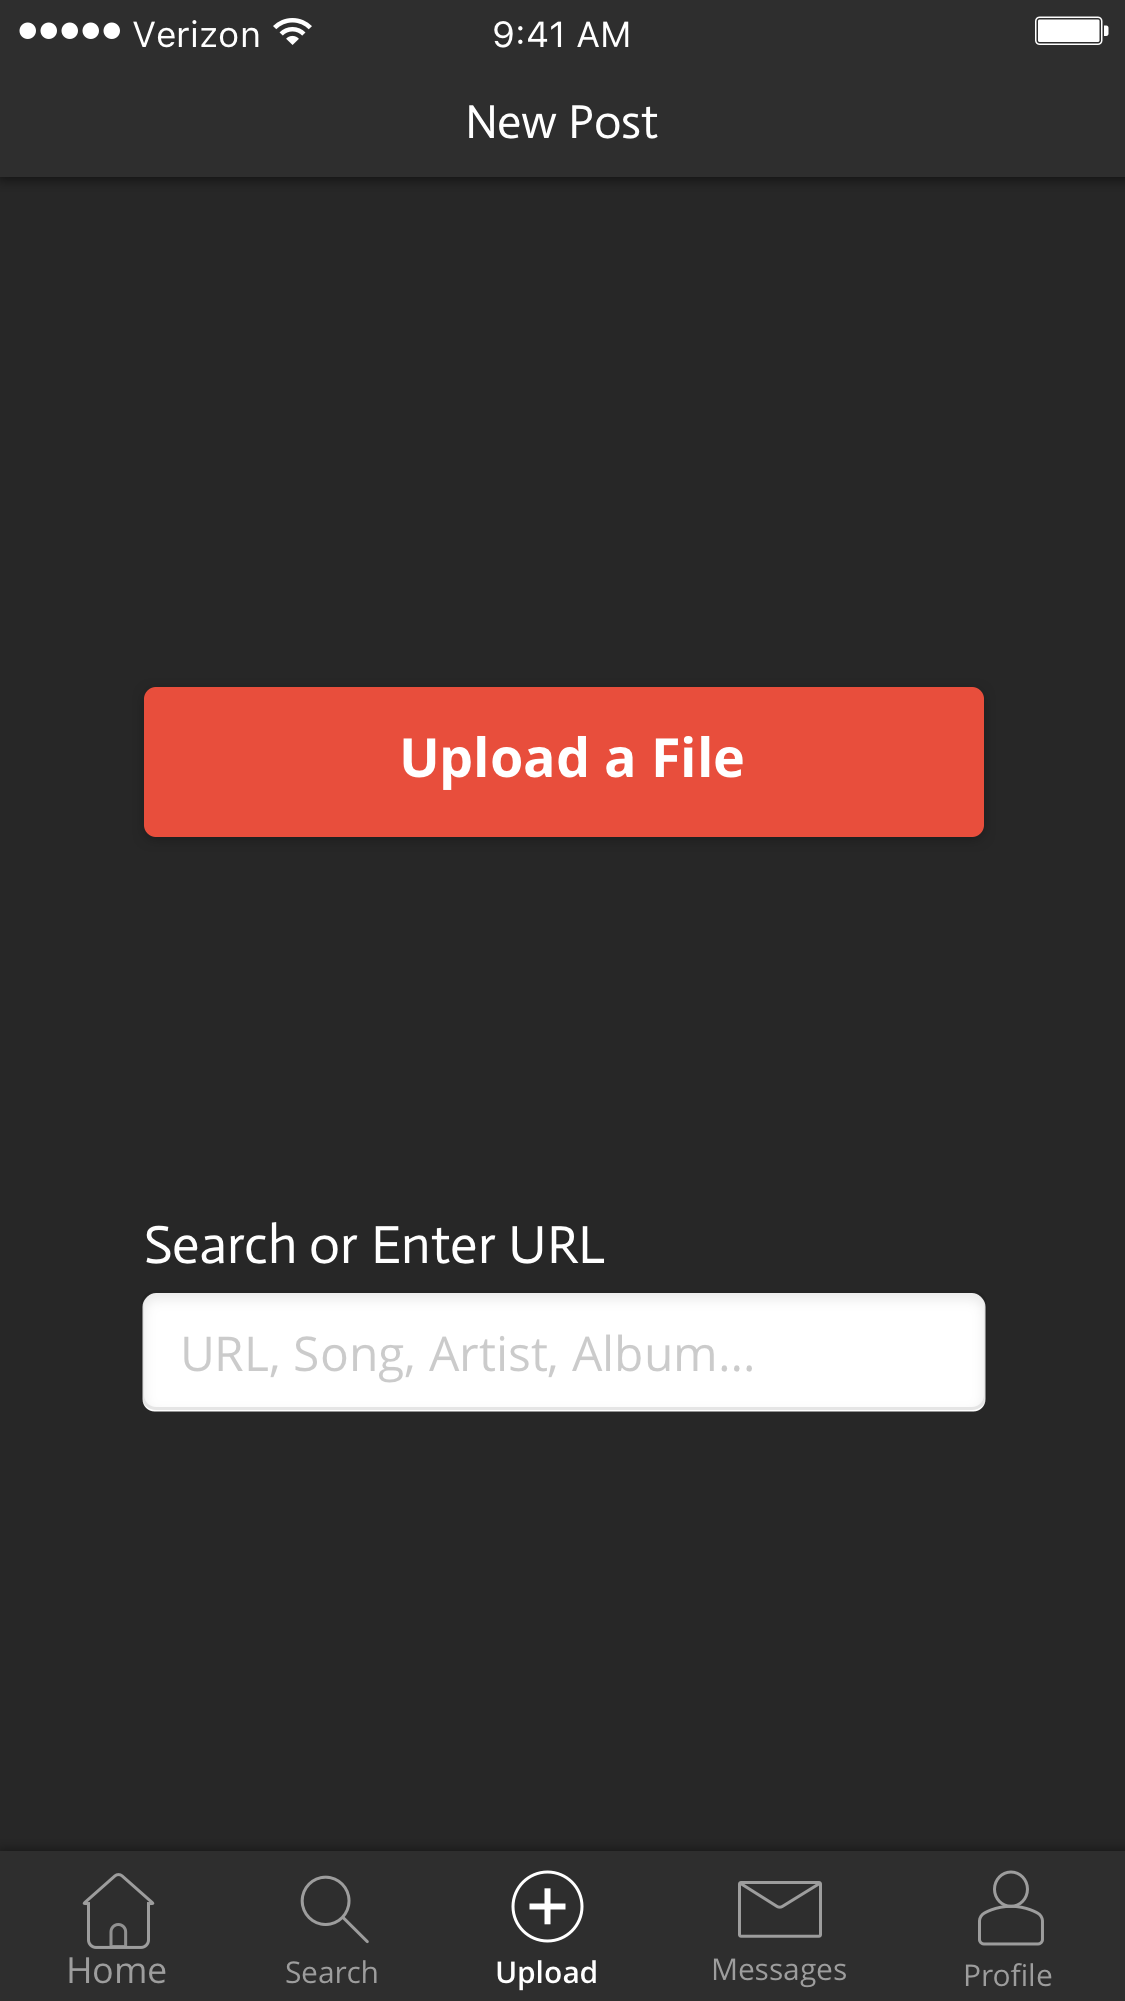 Verizon 9:41 AM
New Post
Upload a File
Search or Enter URL
URL, Song, Artist, Album...
Home Search Upload Messages Profile